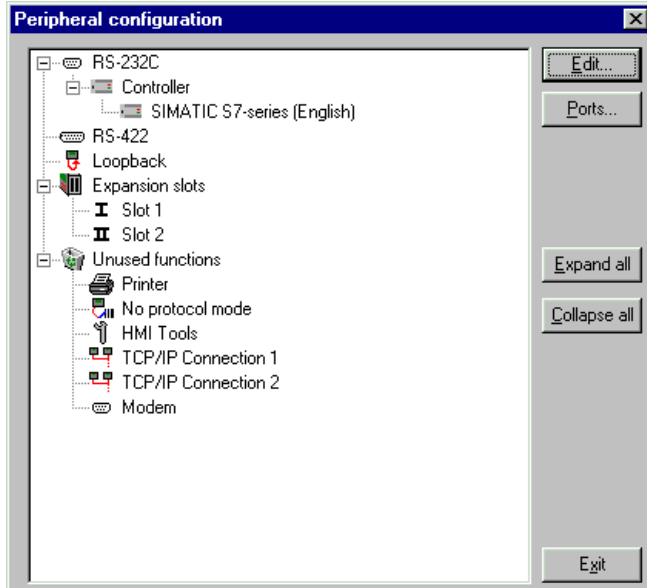 Peripheral configuration
RS-232C
Edit...
Controller
SIMATIC S7-series (English)
Ports...
RS-422
Loopback
Expansion slots
Slot 1
Slot 2
Unused functions
Expand all
Printer
No protocol mode
Collapse all
HMI Tools
TCP/IP Connection 1
TCP/IP Connection 2
Modem
Exit